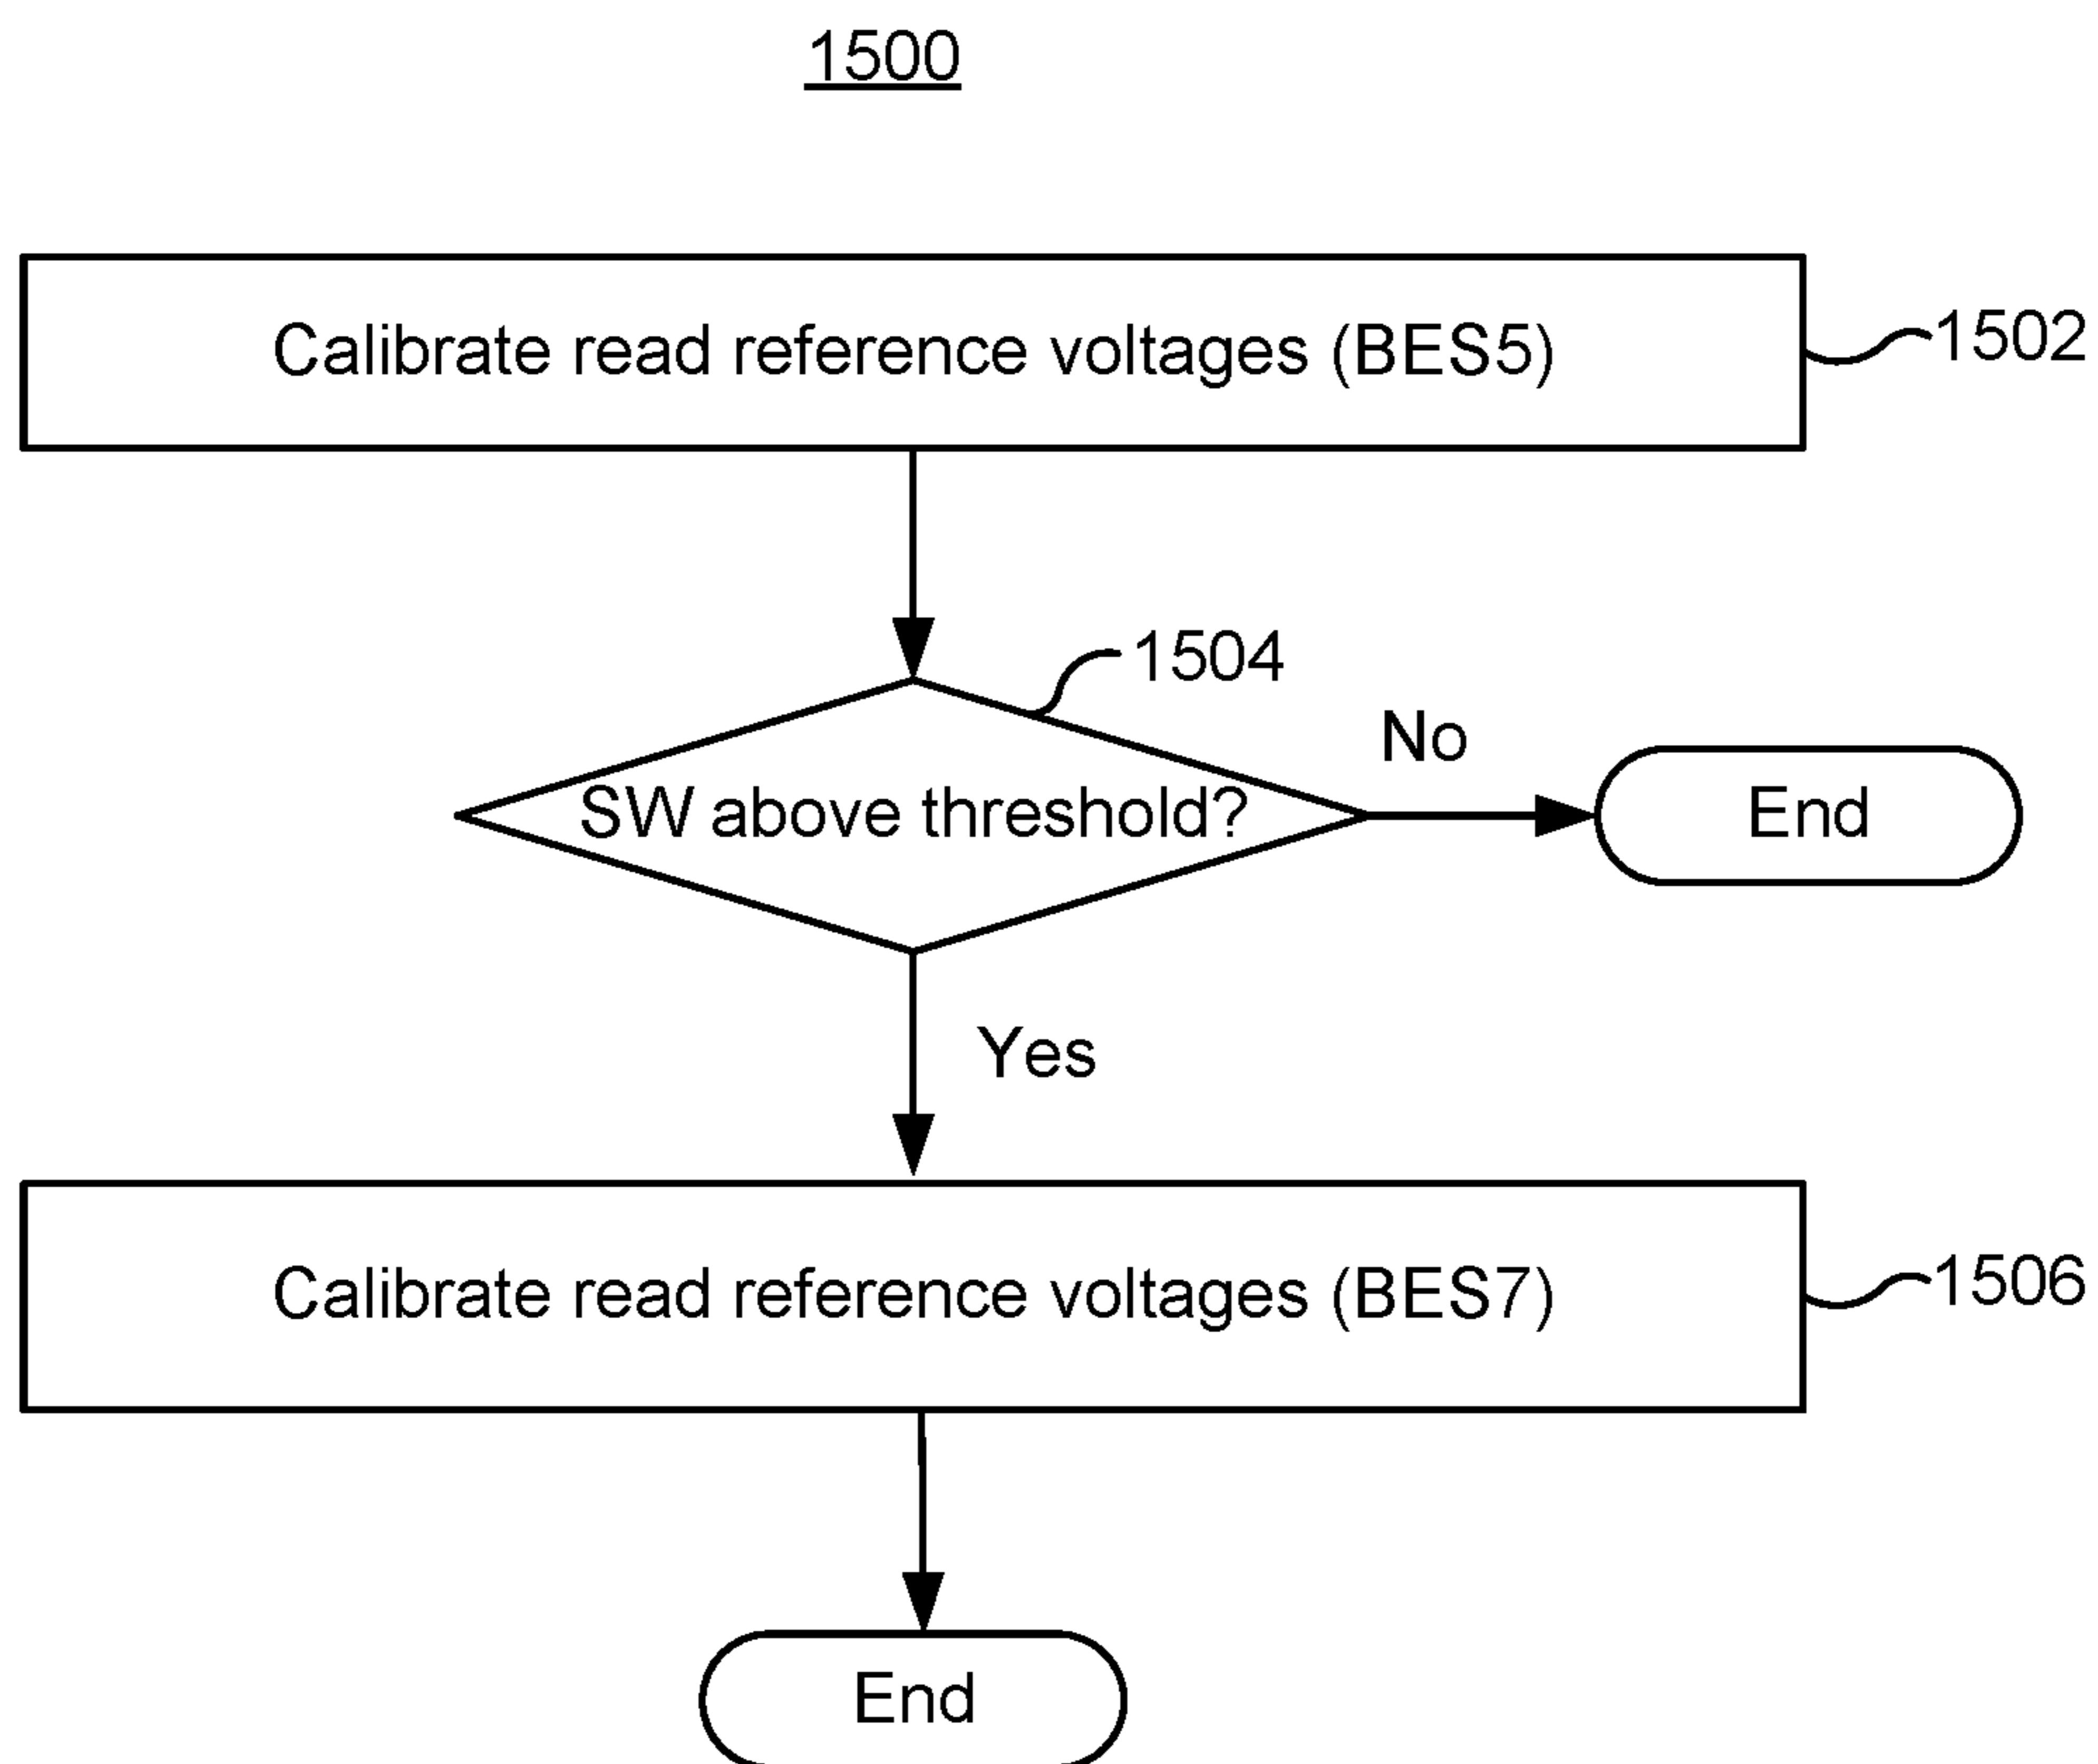 1500
Calibrate read reference voltages (BES5)
1502
1504
No
SW above threshold?
End
Yes
Calibrate read reference voltages (BES7)
1506
End